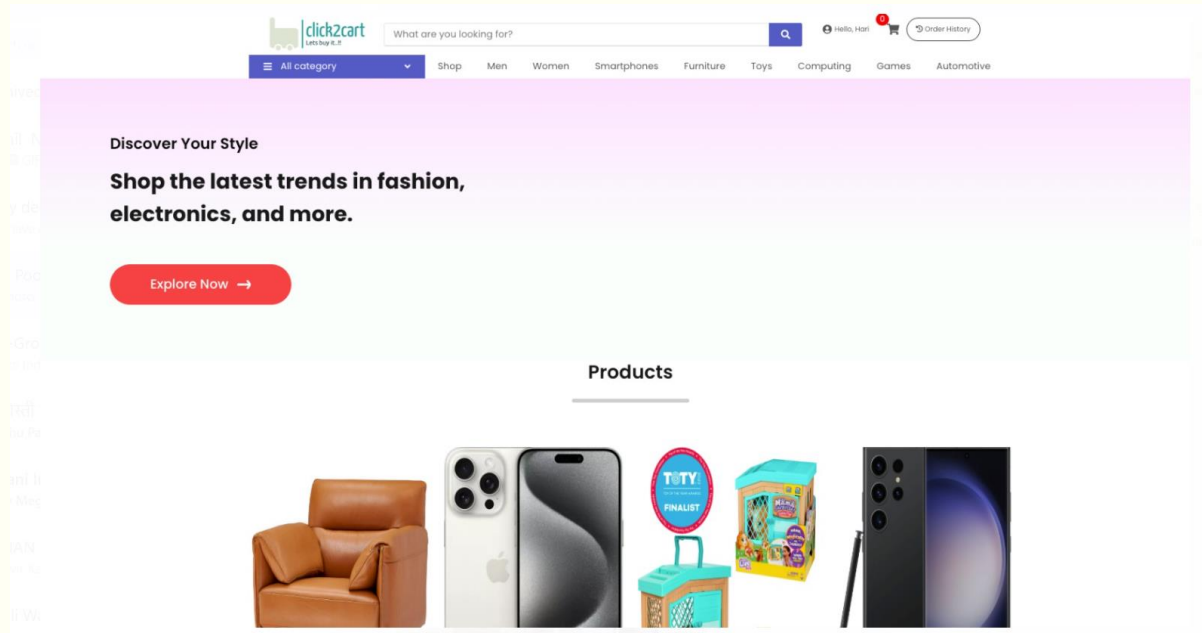 click2cart
Lets buy it..!!
What are you looking for?
Hello, Hari
0
Order History
All category
Shop Men Women Smartphones Furniture Toys Computing Games Automotive
Discover Your Style
Shop the latest trends in fashion,
electronics, and more.
Explore Now →
Products
TOTY
FINALIST
MAMA